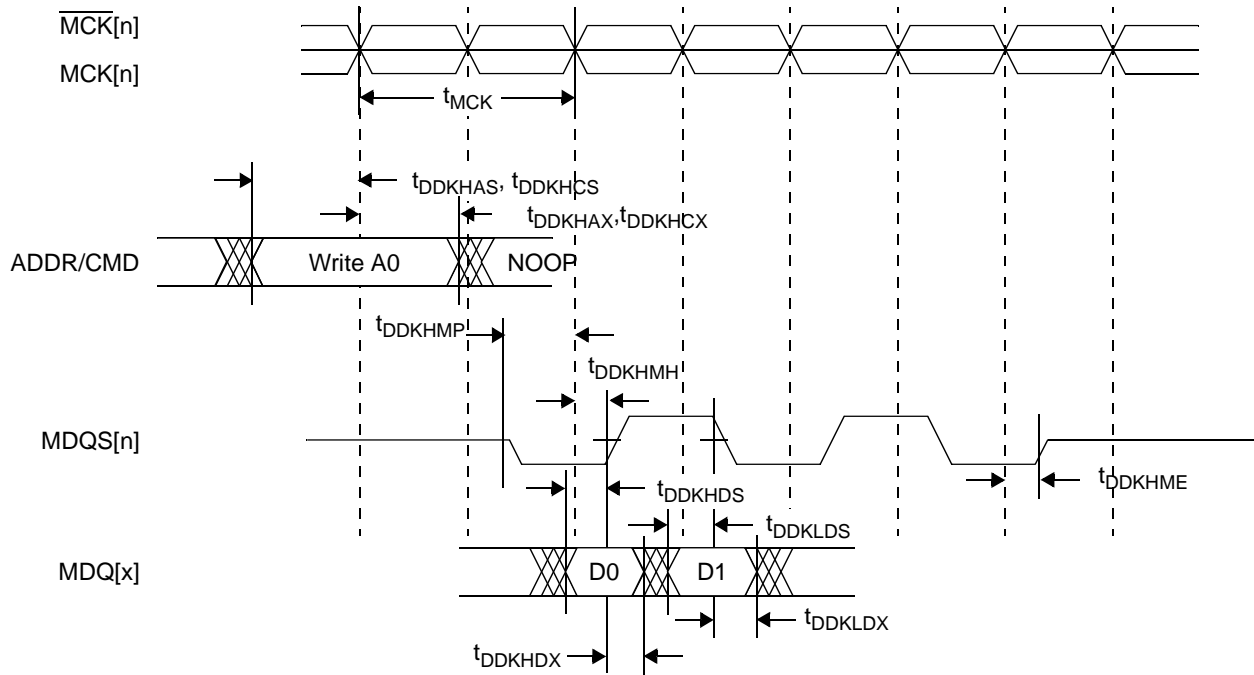 MCK[n]
MCK[n]
tMCK
tDDKHAS, tDDKHCS
tDDKHAX,tDDKHCX
ADDR/CMD
Write A0
NOOP
tDDKHMP
tDDKHMH
MDQS[n]
tDDKHME
tDDKHDS
tDDKLDS
MDQ[x]
D0
D1
tDDKLDX
tDDKHDX